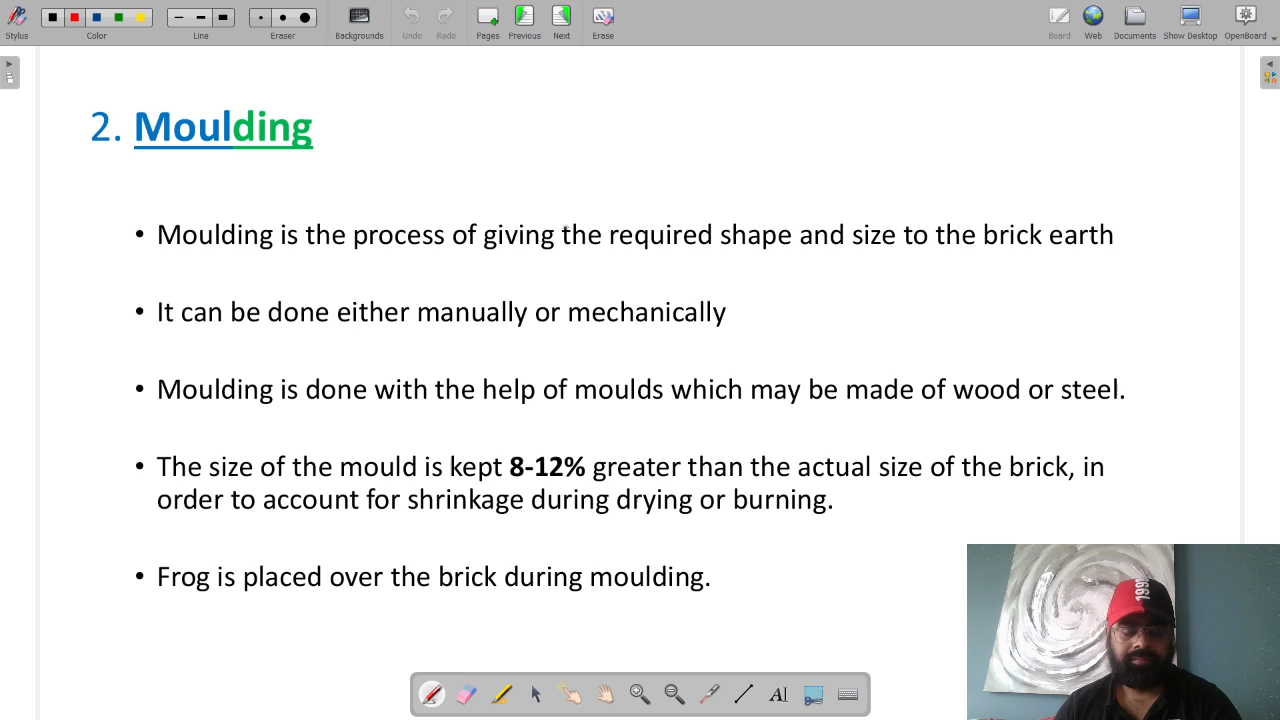 Stylus
Color
Line
Eraser
Backgrounds
Undo
Redo
Pages
Previous
Next
Erase
Board
Web
Documents
Show Desktop
OpenBoard
2. Moulding
• Moulding is the process of giving the required shape and size to the brick earth
• It can be done either manually or mechanically
• Moulding is done with the help of moulds which may be made of wood or steel.
• The size of the mould is kept 8-12% greater than the actual size of the brick, in
order to account for shrinkage during drying or burning.
• Frog is placed over the brick during moulding.
1990
AI